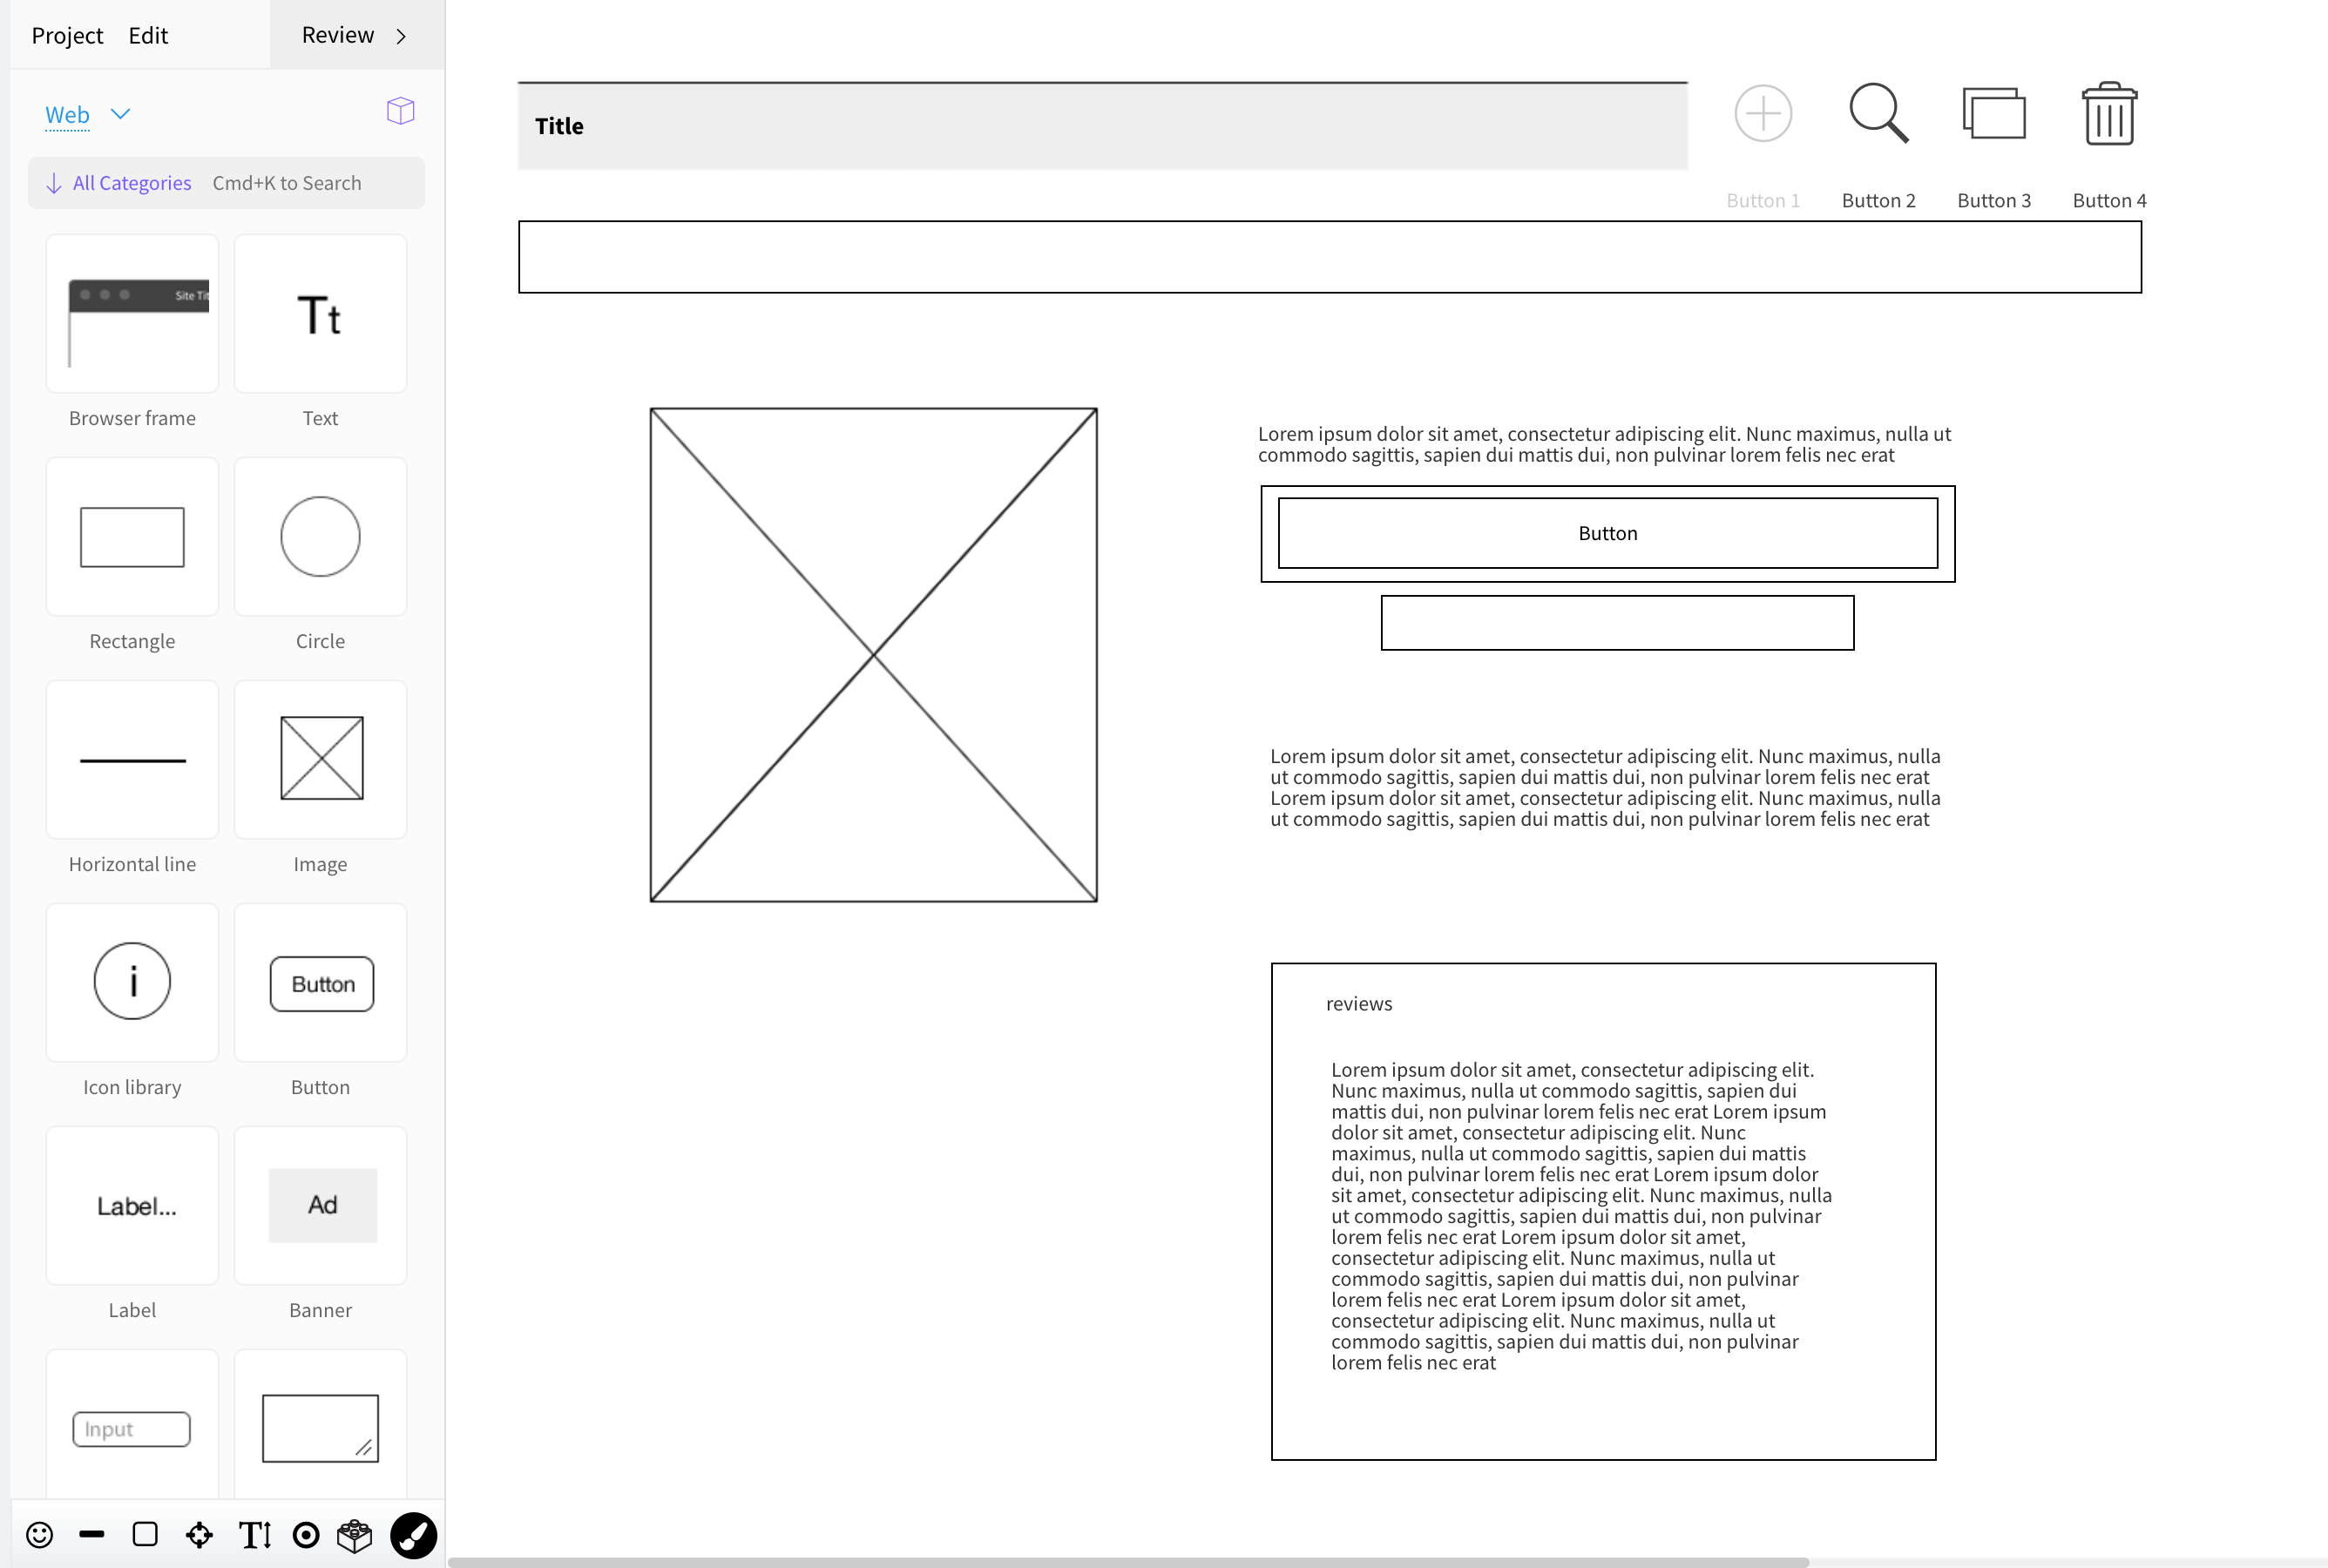 Project Edit Review
Web
All Categories Cmd+K to Search
Site Tit
Tt
Browser frame Text
Rectangle Circle
Horizontal line Image
i
Button
Icon library Button
Label...
Ad
Label Banner
Input
T
Title
Button 1 Button 2 Button 3 Button 4
Lorem ipsum dolor sit amet, consectetur adipiscing elit. Nunc maximus, nulla ut
commodo sagittis, sapien dui mattis dui, non pulvinar lorem felis nec erat
Button
Lorem ipsum dolor sit amet, consectetur adipiscing elit. Nunc maximus, nulla
ut commodo sagittis, sapien dui mattis dui, non pulvinar lorem felis nec erat
Lorem ipsum dolor sit amet, consectetur adipiscing elit. Nunc maximus, nulla
ut commodo sagittis, sapien dui mattis dui, non pulvinar lorem felis nec erat
reviews
Lorem ipsum dolor sit amet, consectetur adipiscing elit.
Nunc maximus, nulla ut commodo sagittis, sapien dui
mattis dui, non pulvinar lorem felis nec erat Lorem ipsum
dolor sit amet, consectetur adipiscing elit. Nunc
maximus, nulla ut commodo sagittis, sapien dui mattis
dui, non pulvinar lorem felis nec erat Lorem ipsum dolor
sit amet, consectetur adipiscing elit. Nunc maximus, nulla
ut commodo sagittis, sapien dui mattis dui, non pulvinar
lorem felis nec erat Lorem ipsum dolor sit amet,
consectetur adipiscing elit. Nunc maximus, nulla ut
commodo sagittis, sapien dui mattis dui, non pulvinar
lorem felis nec erat Lorem ipsum dolor sit amet,
consectetur adipiscing elit. Nunc maximus, nulla ut
commodo sagittis, sapien dui mattis dui, non pulvinar
lorem felis nec erat